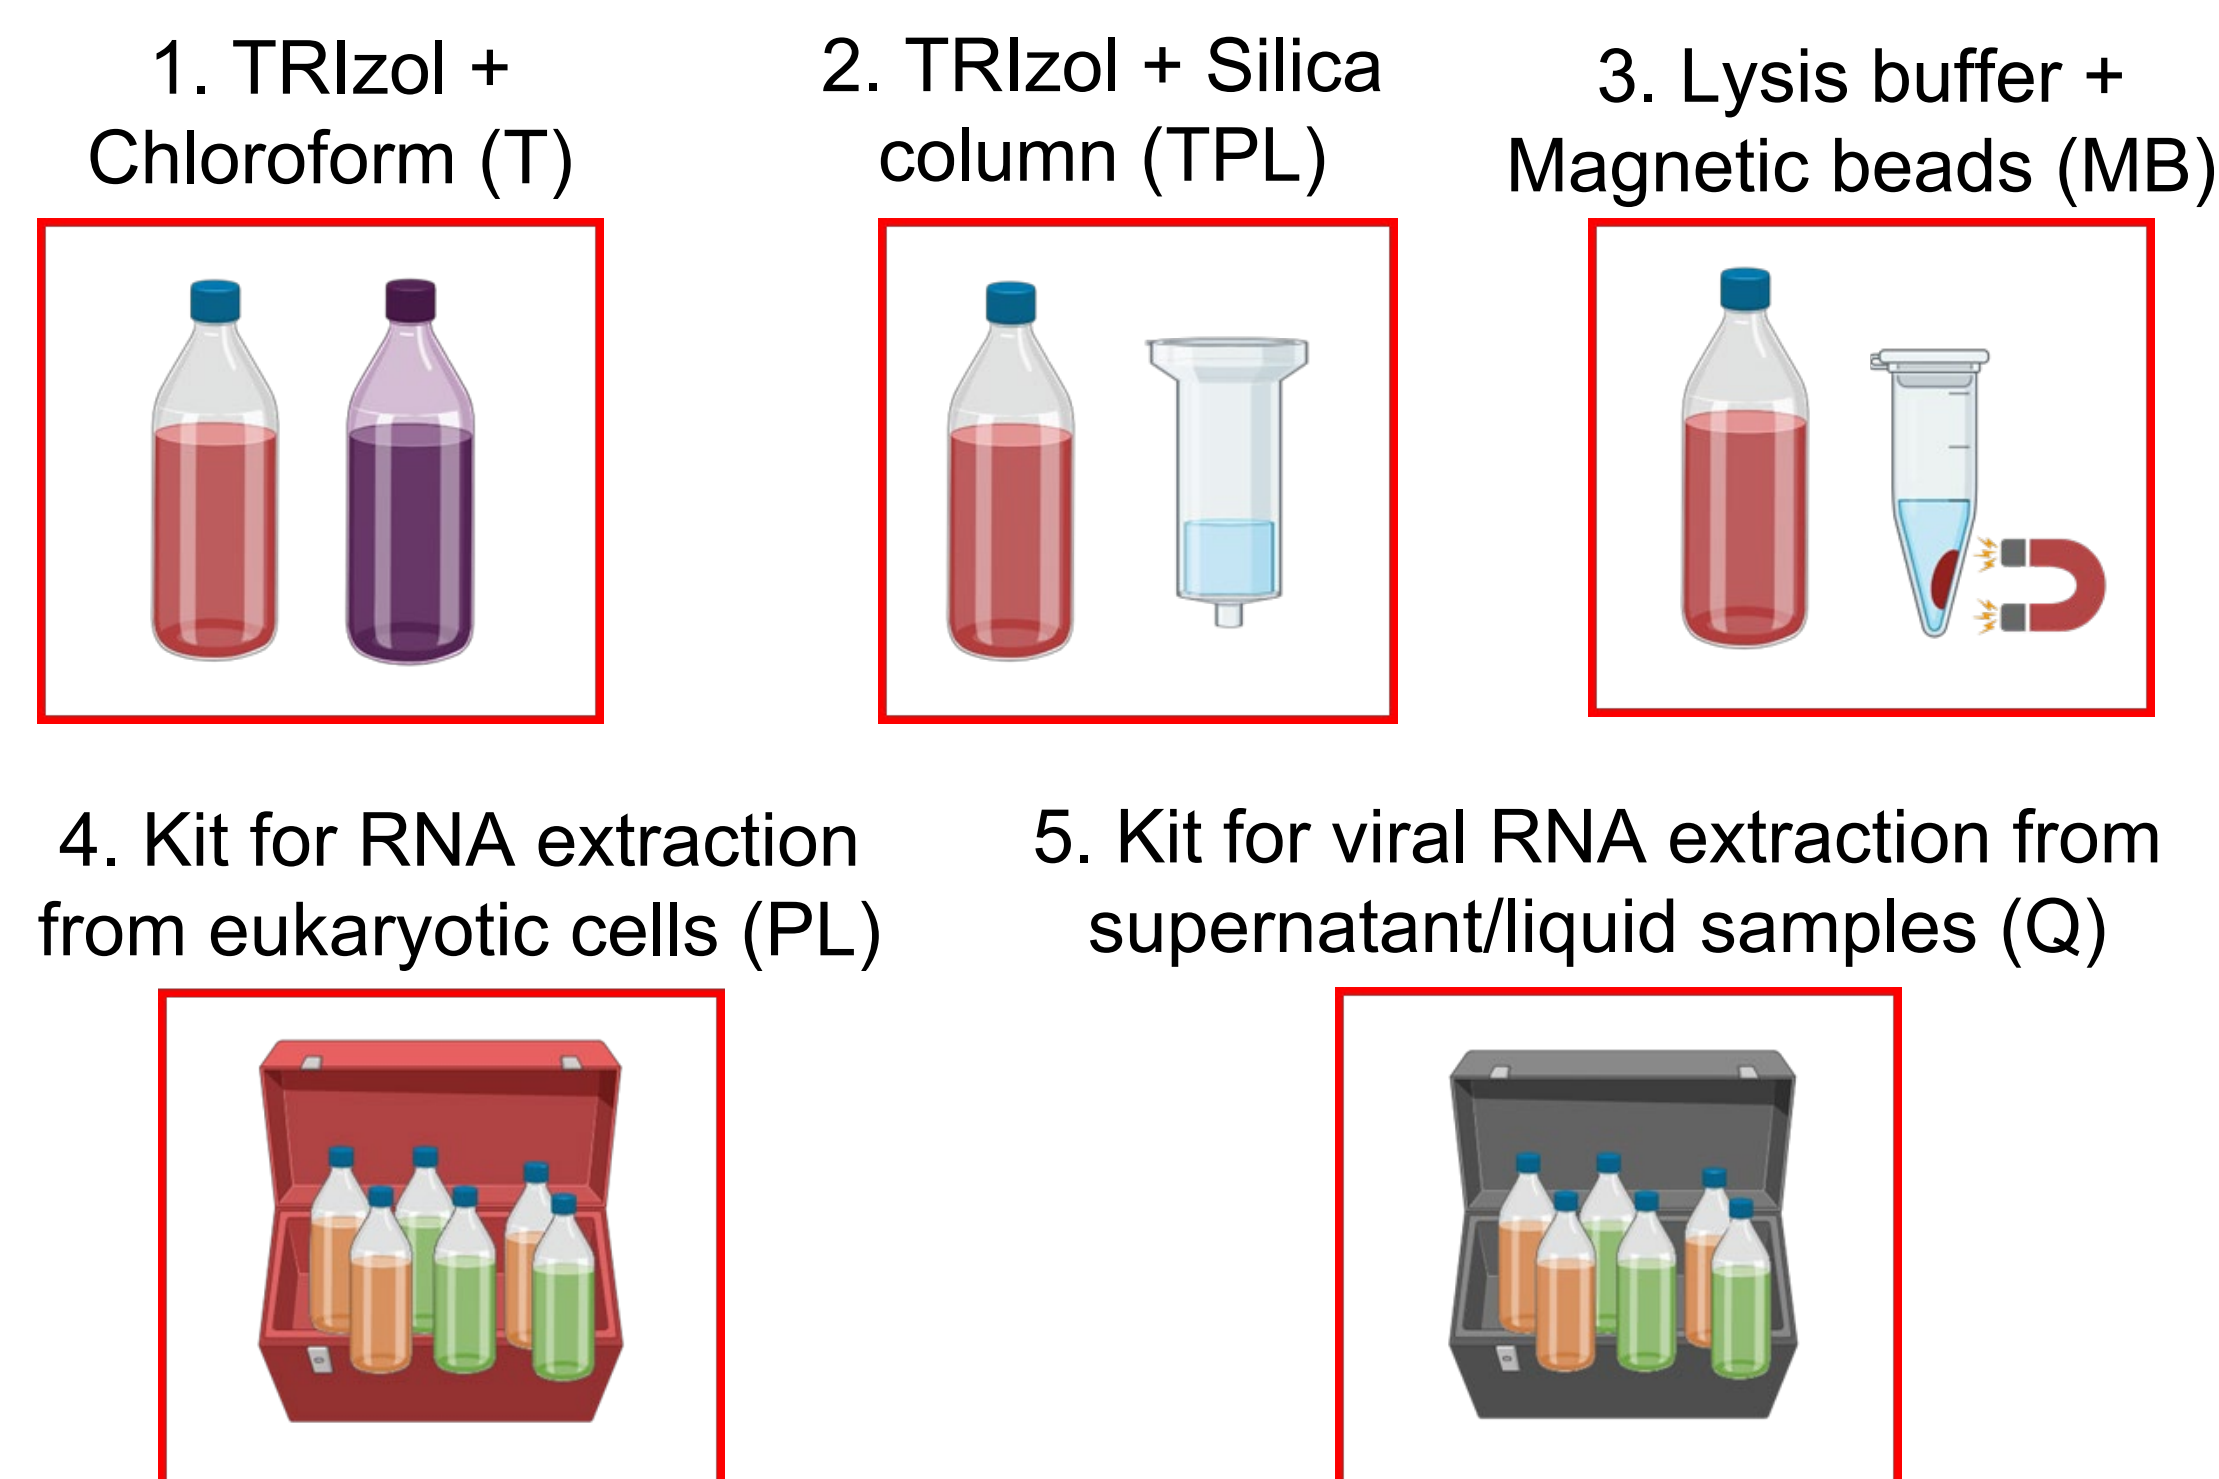 1. TRIzol +
Chloroform (T)
2. TRIzol + Silica
column (TPL)
3. Lysis buffer +
Magnetic beads (MB)
4. Kit for RNA extraction
from eukaryotic cells (PL)
5. Kit for viral RNA extraction from
supernatant/liquid samples (Q)